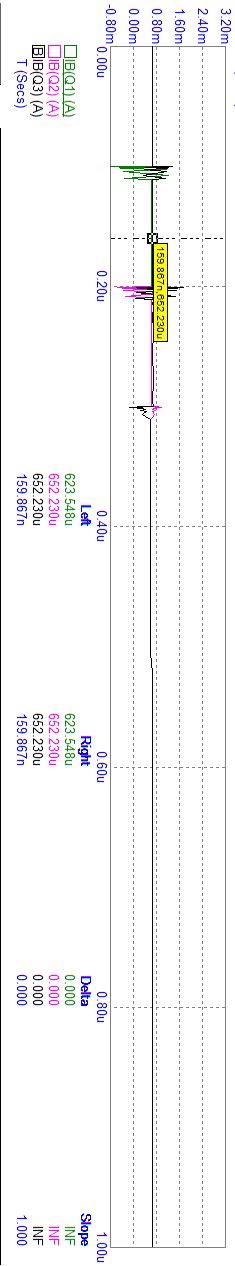 3.20m
2.40m
1.60m
0.80m
0.00m
-0.80m
0.00u 0.20u 0.40u 0.60u 0.80u 1.00u
159.867n,652.230u
Left Right Delta Slope
IB(Q1) (A) 623.548u 623.548u 0.000 INF
IB(Q2) (A) 652.230u 652.230u 0.000 INF
B IB(Q3) (A) 652.230u 652.230u 0.000 INF
T (Secs) 159.867n 159.867n 0.000 1.000